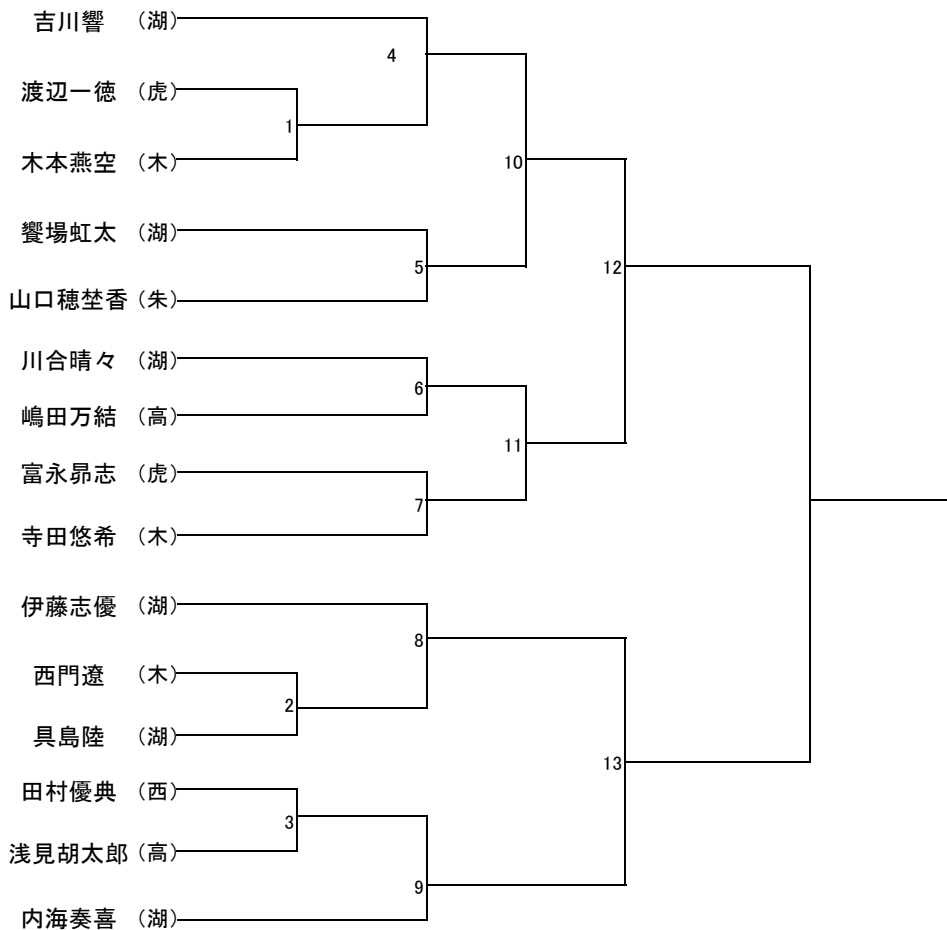 吉川響 （湖）
4
渡辺一徳 （虎）
1
木本燕空 （木）
10
饗場虹太 （湖）
5
12
山口穂埜香（朱）
川合晴々 （湖）
6
嶋田万結 （高）
11
富永昴志 （虎）
7
寺田悠希 （木）
伊藤志優 （湖）
8
西門遼 （木）
2
具島陸 （湖）
13
田村優典 （西）
3
浅見胡太郎（高）
9
内海奏喜 （湖）